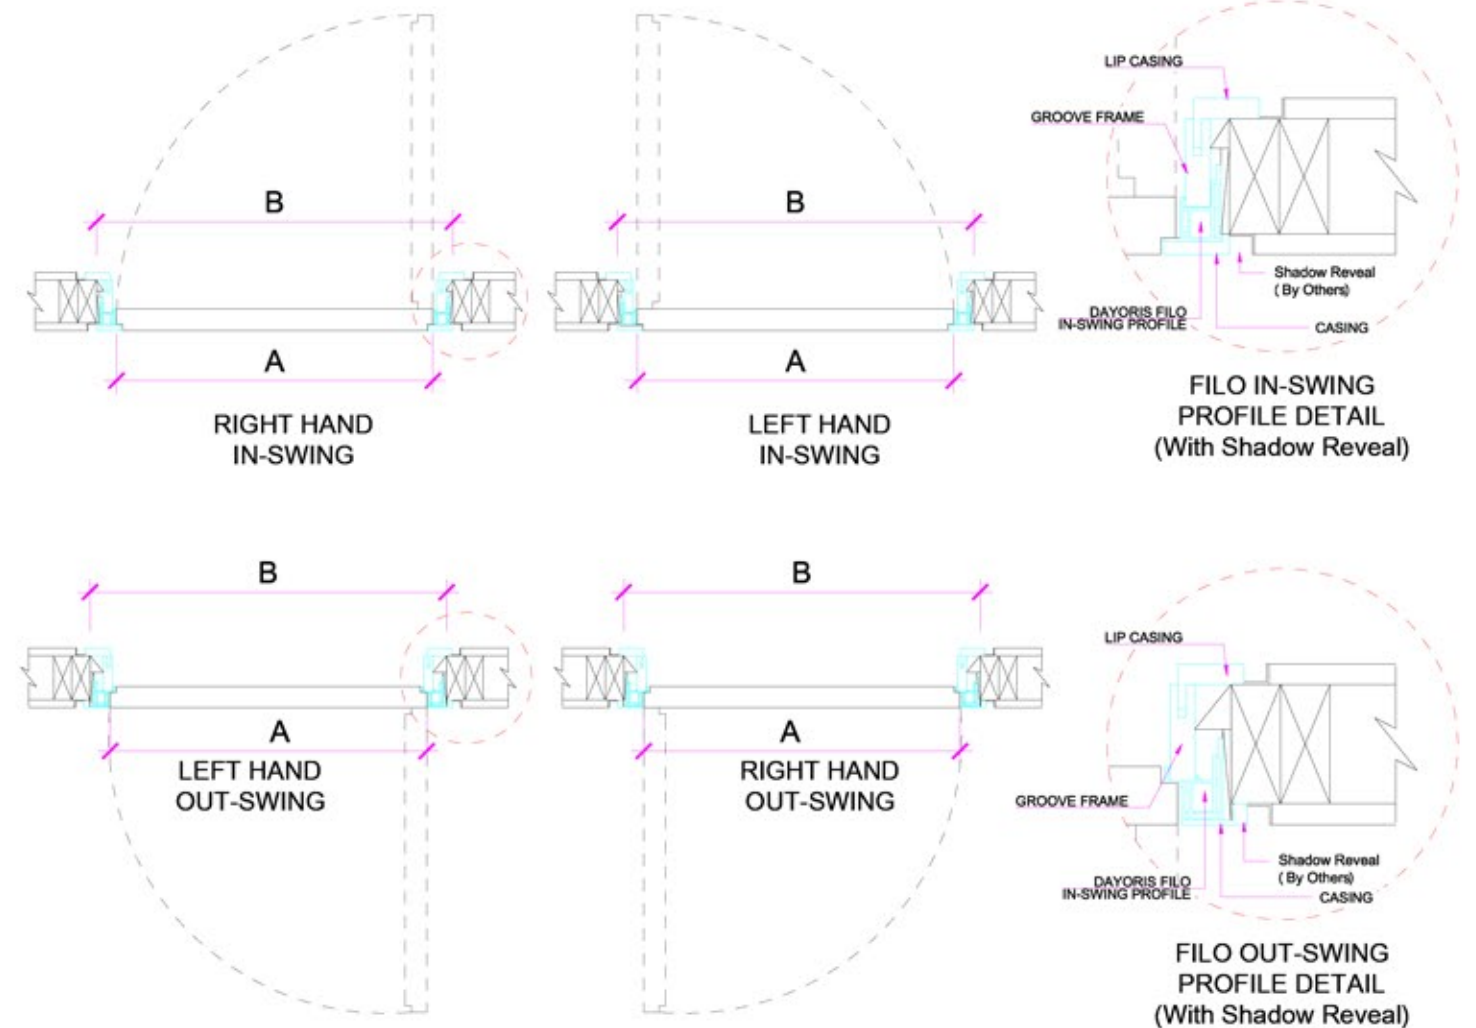 B
A
RIGHT HAND
IN-SWING
B
A
LEFT HAND
IN-SWING
LIP CASING
GROOVE FRAME
Shadow Reveal
( By Others)
DAYORIS FILO
IN-SWING PROFILE
CASING
FILO IN-SWING
PROFILE DETAIL
(With Shadow Reveal)
B
A
LEFT HAND
OUT-SWING
B
A
RIGHT HAND
OUT-SWING
LIP CASING
GROOVE FRAME
Shadow Reveal
( By Others)
DAYORIS FILO
IN-SWING PROFILE
CASING
FILO OUT-SWING
PROFILE DETAIL
(With Shadow Reveal)